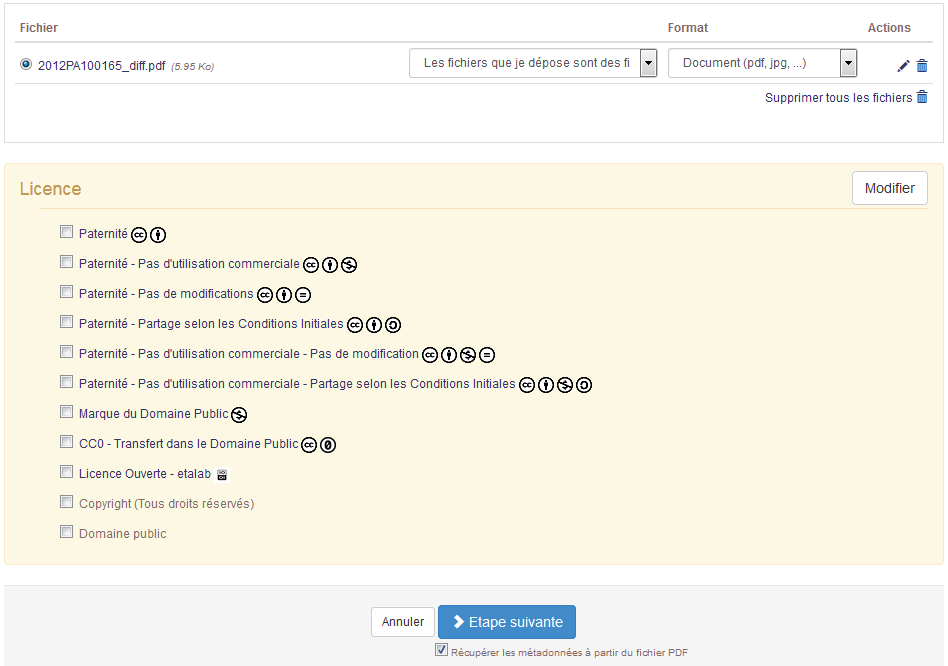 Fichier Format Actions
2012PA100165_diff.pdf (5.95 Ko) Les fichiers que je dépose sont des fi Document (pdf, jpg, ...)
Supprimer tous les fichiers
Licence Modifier
Paternité
Paternité - Pas d'utilisation commerciale
Paternité - Pas de modifications
Paternité - Partage selon les Conditions Initiales
Paternité - Pas d'utilisation commerciale - Pas de modification
Paternité - Pas d'utilisation commerciale - Partage selon les Conditions Initiales
Marque du Domaine Public
CC0 - Transfert dans le Domaine Public
Licence Ouverte - etalab
Copyright (Tous droits réservés)
Domaine public
Annuler Etape suivante
Récupérer les métadonnées à partir du fichier PDF